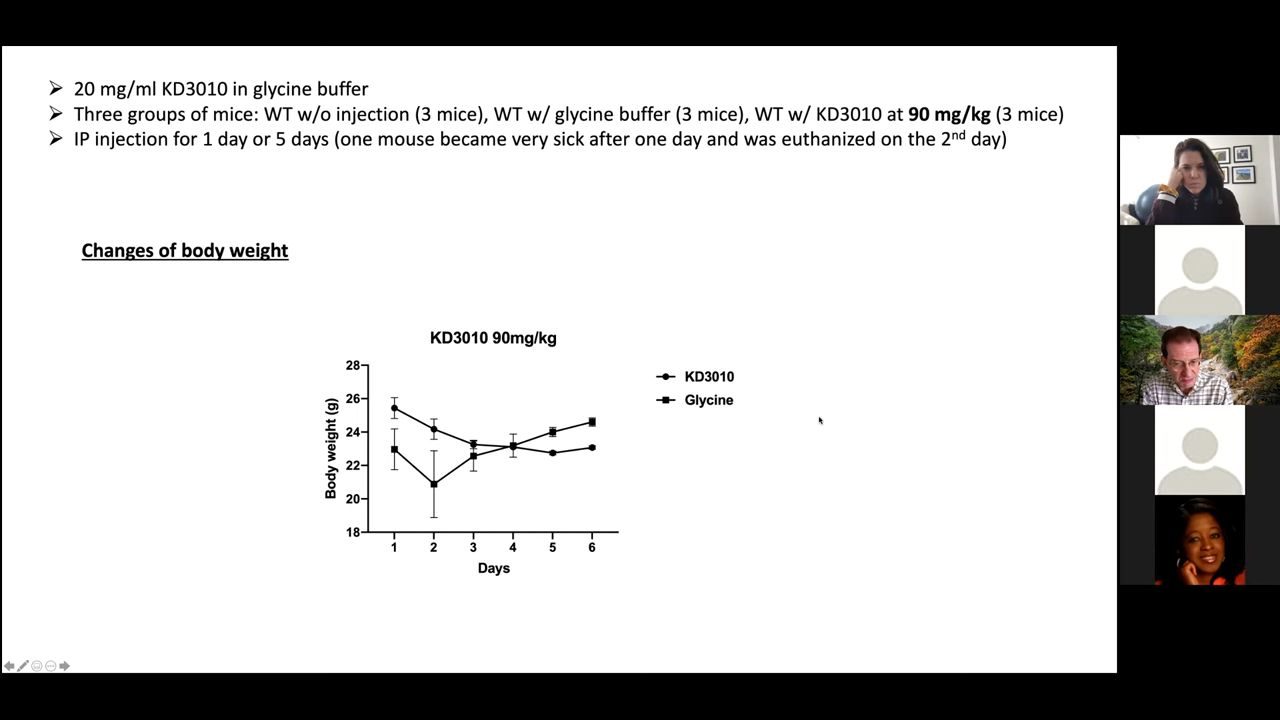 ➢ 20 mg/ml KD3010 in glycine buffer
➢ Three groups of mice: WT w/o injection (3 mice), WT w/ glycine buffer (3 mice), WT w/ KD3010 at 90 mg/kg (3 mice)
➢ IP injection for 1 day or 5 days (one mouse became very sick after one day and was euthanized on the 2nd day)
Changes of body weight
KD3010 90mg/kg
28
26
24
22
20
18
Body weight (g)
1 2 3 4 5 6
Days
KD3010
Glycine